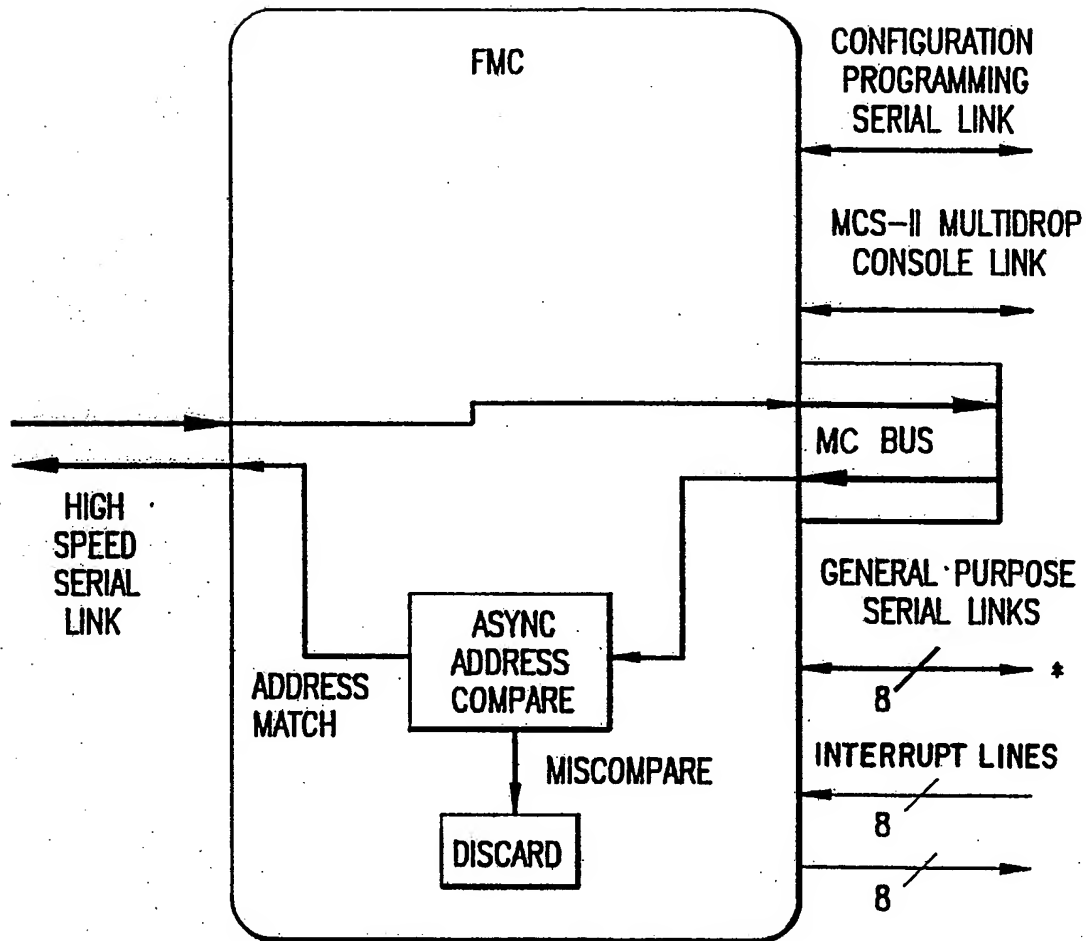 FMC
CONFIGURATION
PROGRAMMING
SERIAL LINK
MCS-II MULTIDROP
CONSOLE LINK
MC BUS
HIGH
SPEED
SERIAL
LINK
GENERAL PURPOSE
SERIAL LINKS
8
*
ASYNC
ADDRESS
COMPARE
ADDRESS
MATCH
MISCOMPARE
DISCARD
INTERRUPT LINES
8
8